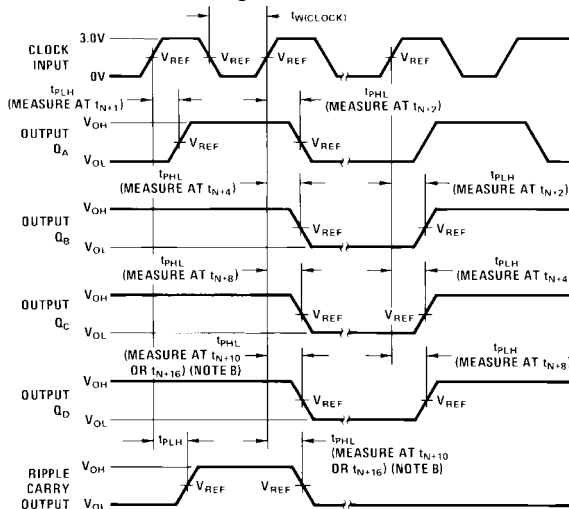 tW(CLOCK)
3.0V
CLOCK
INPUT
VREF
VREF
VREF
VREF
0V
tPLH
(MEASURE AT tN+1)
tPHL
(MEASURE AT tN+2)
VOH
OUTPUT
QA
VREF
VREF
VOL
tPHL
(MEASURE AT tN+4)
tPLH
(MEASURE AT tN+2)
VOH
OUTPUT
QB
VREF
VREF
VOL
tPHL
(MEASURE AT tN+8)
tPLH
(MEASURE AT tN+4
VOH
OUTPUT
QC
VREF
VREF
VOL
tPHL
(MEASURE AT tN+10
OR tN+16) (NOTE B)
tPLH
(MEASURE AT tN+8)
VOH
OUTPUT
QD
VREF
VREF
VOL
tPLH
tPHL
(MEASURE AT tN+10
OR tN+16) (NOTE B)
VOH
RIPPLE
CARRY
OUTPUT
VREF
VREF
VOL